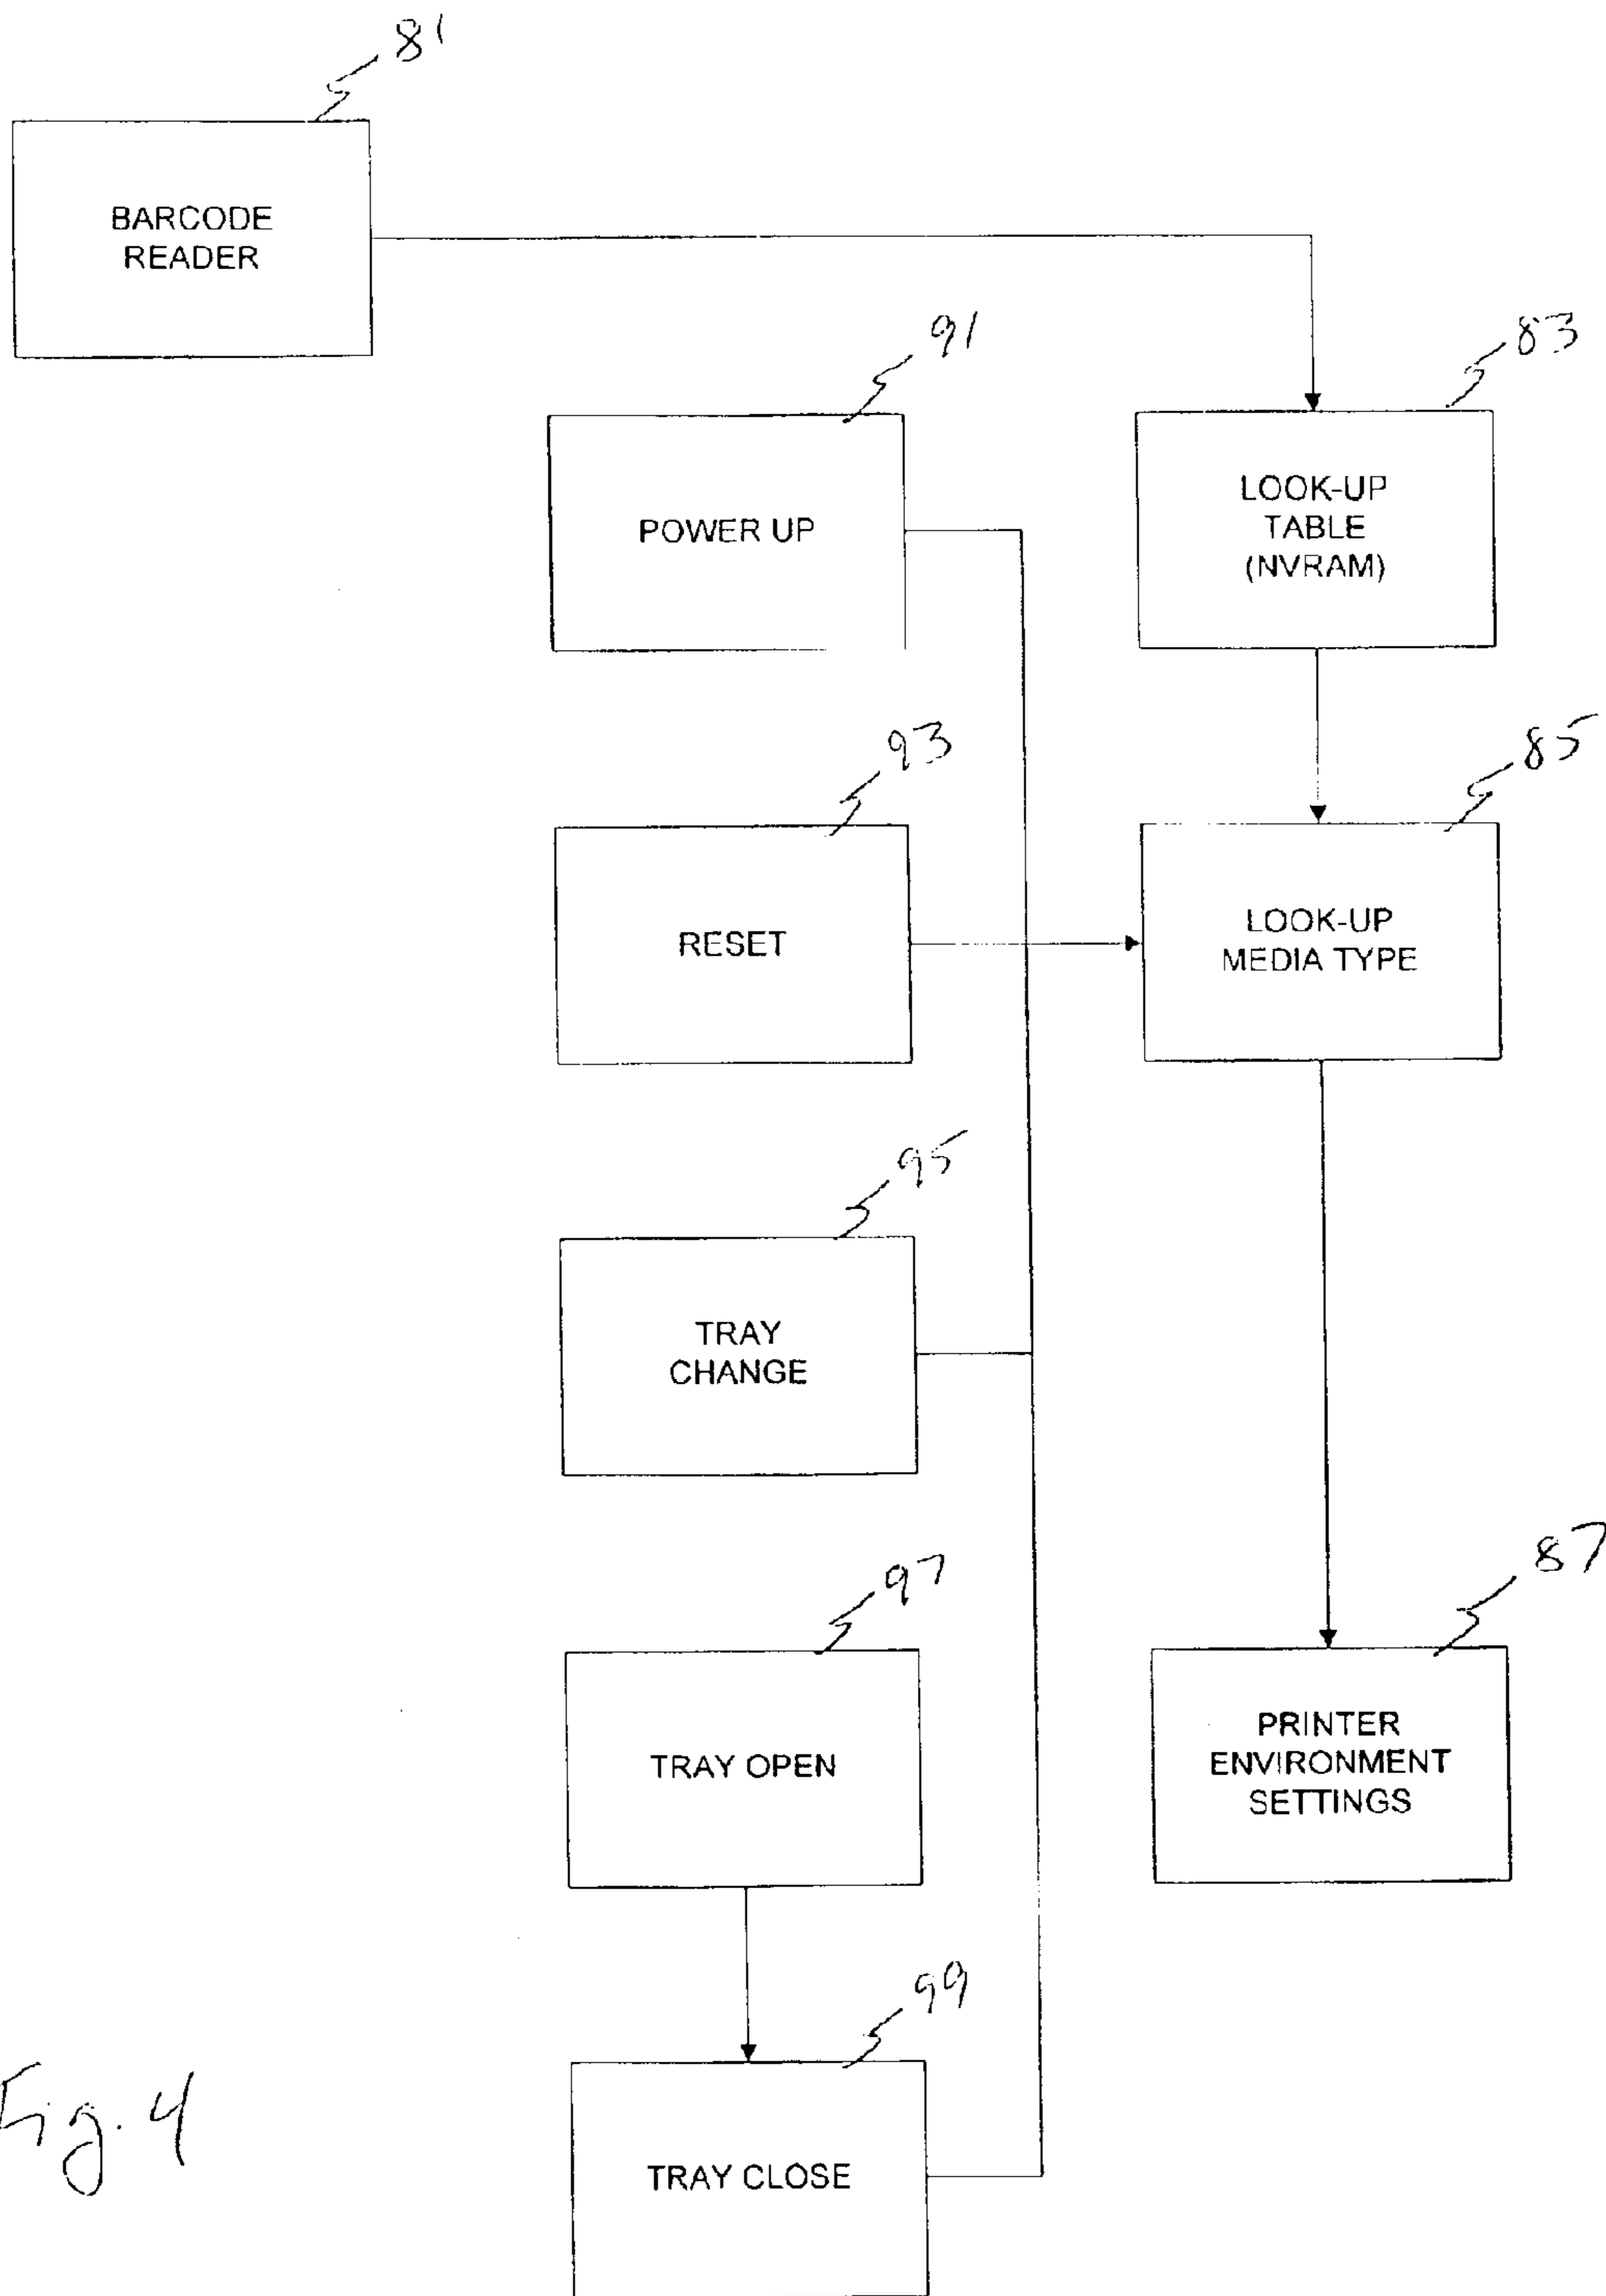 81
BARCODE
READER
91
83
POWER UP
LOOK-UP
TABLE
(NVRAM)
93
85
RESET
LOOK-UP
MEDIA TYPE
95
TRAY
CHANGE
97
87
TRAY OPEN
PRINTER
ENVIRONMENT
SETTINGS
99
TRAY CLOSE
Fig. 4